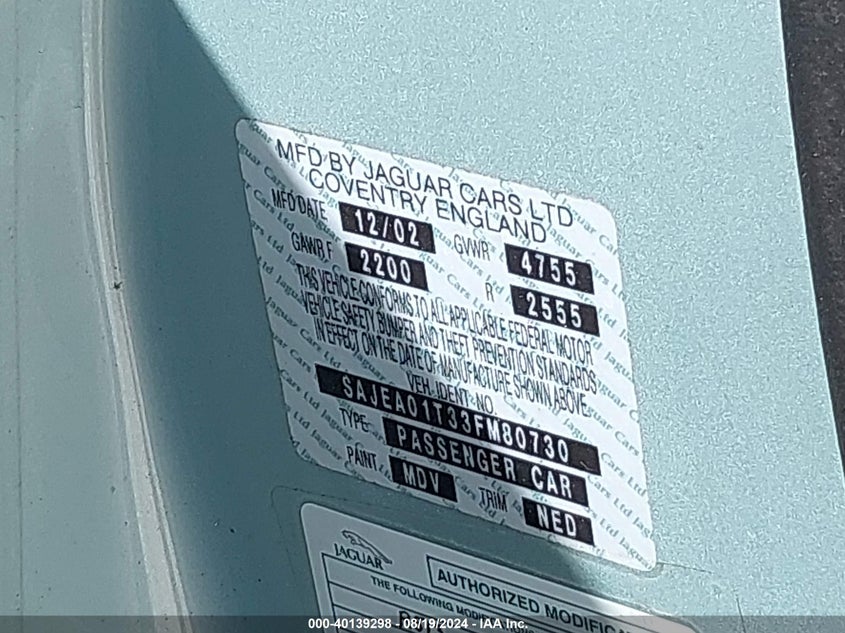 MFD BY JAGUAR CARS LTD
COVENTRY ENGLAND
MFD DATE 12/02 GVWR 4755
GAWR F 2200 R 2555
THIS VEHICLE CONFORMS TO ALL APPLICABLE FEDERAL MOTOR
VEHICLE SAFETY BUMPER AND THEFT PREVENTION STANDARDS
IN EFFECT ON THE DATE OF MANUFACTURE SHOWN ABOVE
VEH. IDENT NO.
SAJEA01T33FM80730
TYPE PASSENGER CAR
PAINT MDV TRIM NED
JAGUAR
AUTHORIZED MODIFICA
THE FOLLOWING
000-40139298 - 08/19/2024 - IAA Inc.